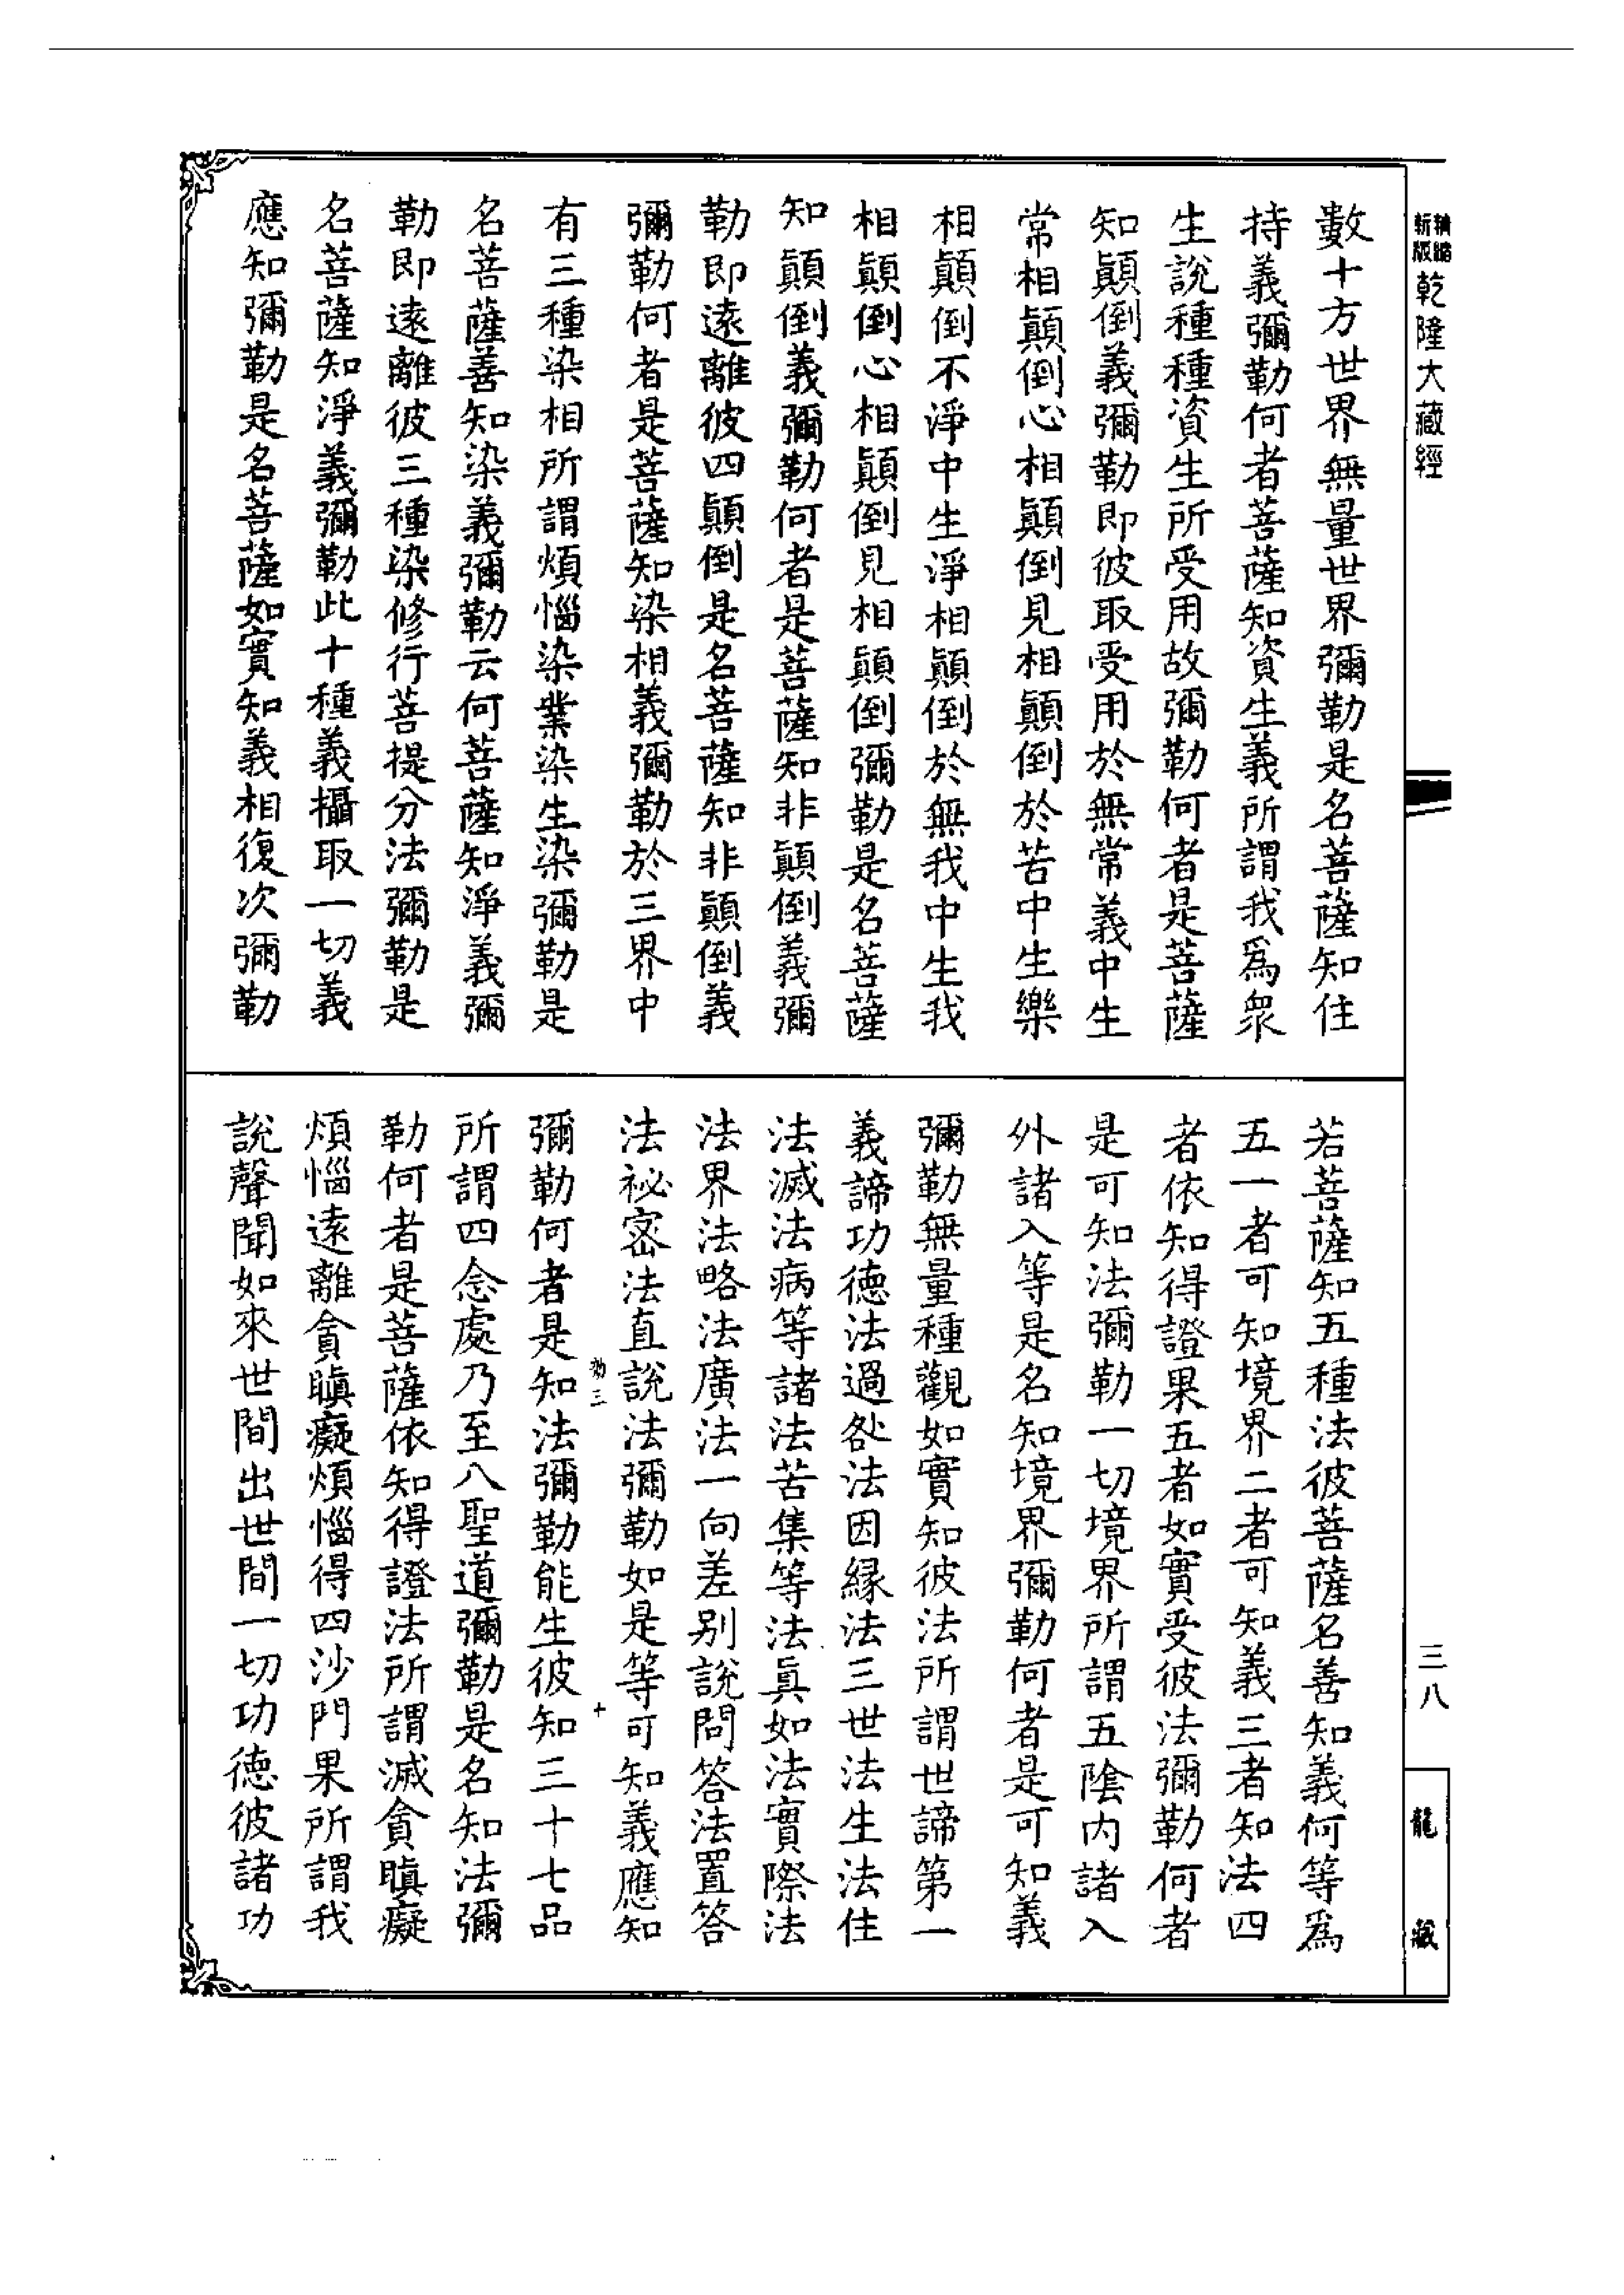 精縮新版 乾隆大藏經
數十方世界無量世界彌勒是名菩薩知住
持義彌勒何者菩薩知資生義所謂我爲衆
生說種種資生所受用故彌勒何者是菩薩
知顚倒義彌勒即彼取受用於無常義中生
常相顚倒心相顚倒見相顚倒於苦中生樂
相顚倒不淨中生淨相顚倒於無我中生我
相顚倒心相顚倒見相顚倒彌勒是名菩薩
知顚倒義彌勒何者是菩薩知非顚倒義彌
勒即遠離彼四顚倒是名菩薩知非顚倒義
彌勒何者是菩薩知染相義彌勒於三界中
有三種染相所謂煩惱染業染生染彌勒是
名菩薩善知染義彌勒云何菩薩知淨義彌
勒即遠離彼三種染修行菩提分法彌勒是
名菩薩知淨義彌勒此十種義攝取一切義
應知彌勒是名菩薩如實知義相復次彌勒
若菩薩知五種法彼菩薩名善知義何等爲
五一者可知境界二者可知義三者知法四
者依知得證果五者如實受彼法彌勒何者
是可知法彌勒一切境界所謂五陰內諸入
外諸入等是名知境界彌勒何者是可知義
彌勒無量種觀如實知彼法所謂世諦第一
義諦功德法過咎法因緣法三世法生法住
法滅法病等諸法苦集等法眞如法實際法
法界法略法廣法一向差別說問答法置答
法祕密法直說法彌勒如是等可知義應知
勤三 十
彌勒何者是知法彌勒能生彼知三十七品
所謂四念處乃至八聖道彌勒是名知法彌
勒何者是菩薩依知得證法所謂滅貪瞋癡
煩惱遠離貪瞋癡煩惱得四沙門果所謂我
說聲聞如來世間出世間一切功德彼諸功
三八
龍藏